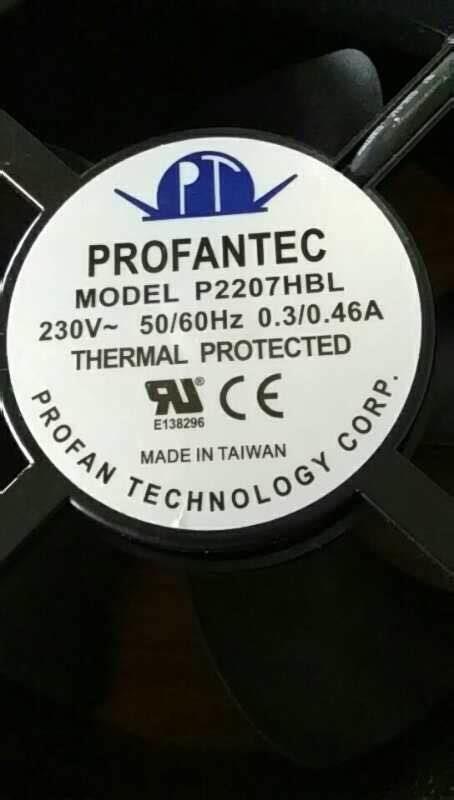 PT
PROFANTEC
MODEL P2207HBL
230V~ 50/60Hz 0.3/0.46A
THERMAL PROTECTED
RU® CE
E138296
MADE IN TAIWAN
PROFAN TECHNOLOGY CORP.